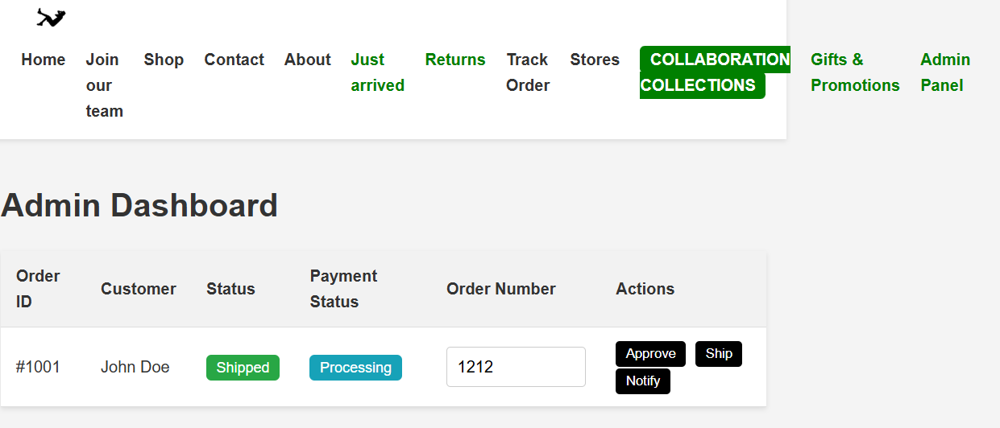 Home Join our team Shop Contact About Just arrived Returns Track Order Stores COLLABORATION COLLECTIONS Gifts & Promotions Admin Panel
Admin Dashboard
Order ID Customer Status Payment Status Order Number Actions
#1001 John Doe Shipped Processing 1212 Approve Ship
Notify